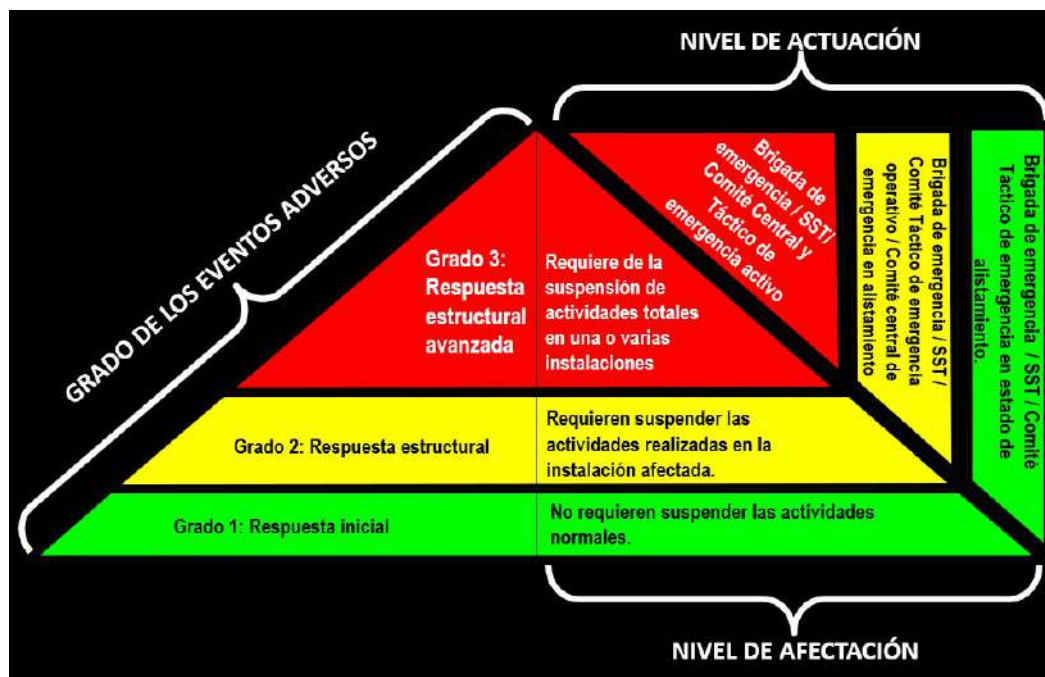 NIVEL DE ACTUACIÓN
GRADO DE LOS EVENTOS ADVERSOS
Brigada de
emergencia / SST/
Comité Central y
Táctico de
emergencia activo
Brigada de emergencia / SST /
Comité Táctico de emergencia
operativo / Comité central de
emergencia en alistamiento
Brigada de emergencia / SST / Comité
Táctico de emergencia en estado de
alistamiento.
Grado 3:
Respuesta
estructural
avanzada
Requiere de la
suspensión de
actividades totales
en una o varias
instalaciones
Grado 2: Respuesta estructural
Requieren suspender las
actividades realizadas en la
instalación afectada.
Grado 1: Respuesta inicial
No requieren suspender las actividades
normales.
NIVEL DE AFECTACIÓN